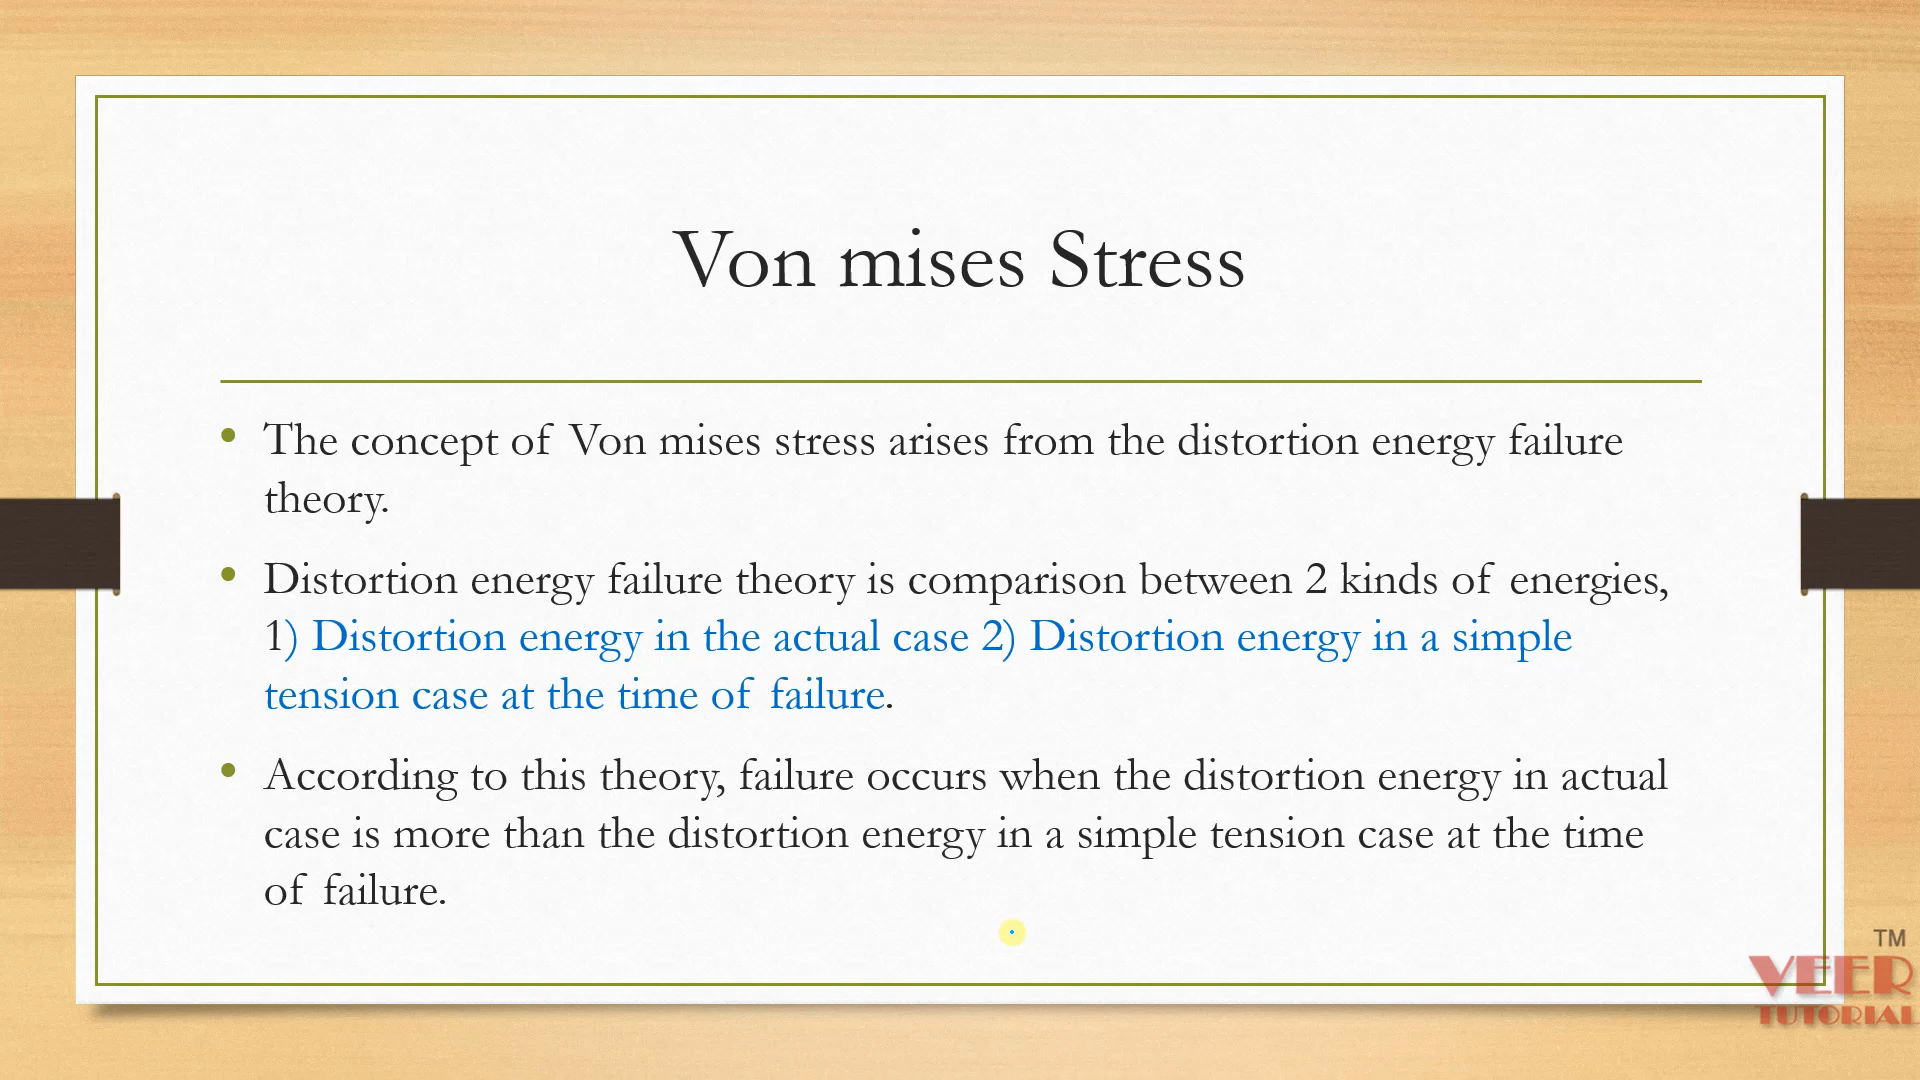 Von mises Stress
• The concept of Von mises stress arises from the distortion energy failure
theory.
• Distortion energy failure theory is comparison between 2 kinds of energies,
1) Distortion energy in the actual case 2) Distortion energy in a simple
tension case at the time of failure.
• According to this theory, failure occurs when the distortion energy in actual
case is more than the distortion energy in a simple tension case at the time
of failure.
TM
VEER
TUTORIAL